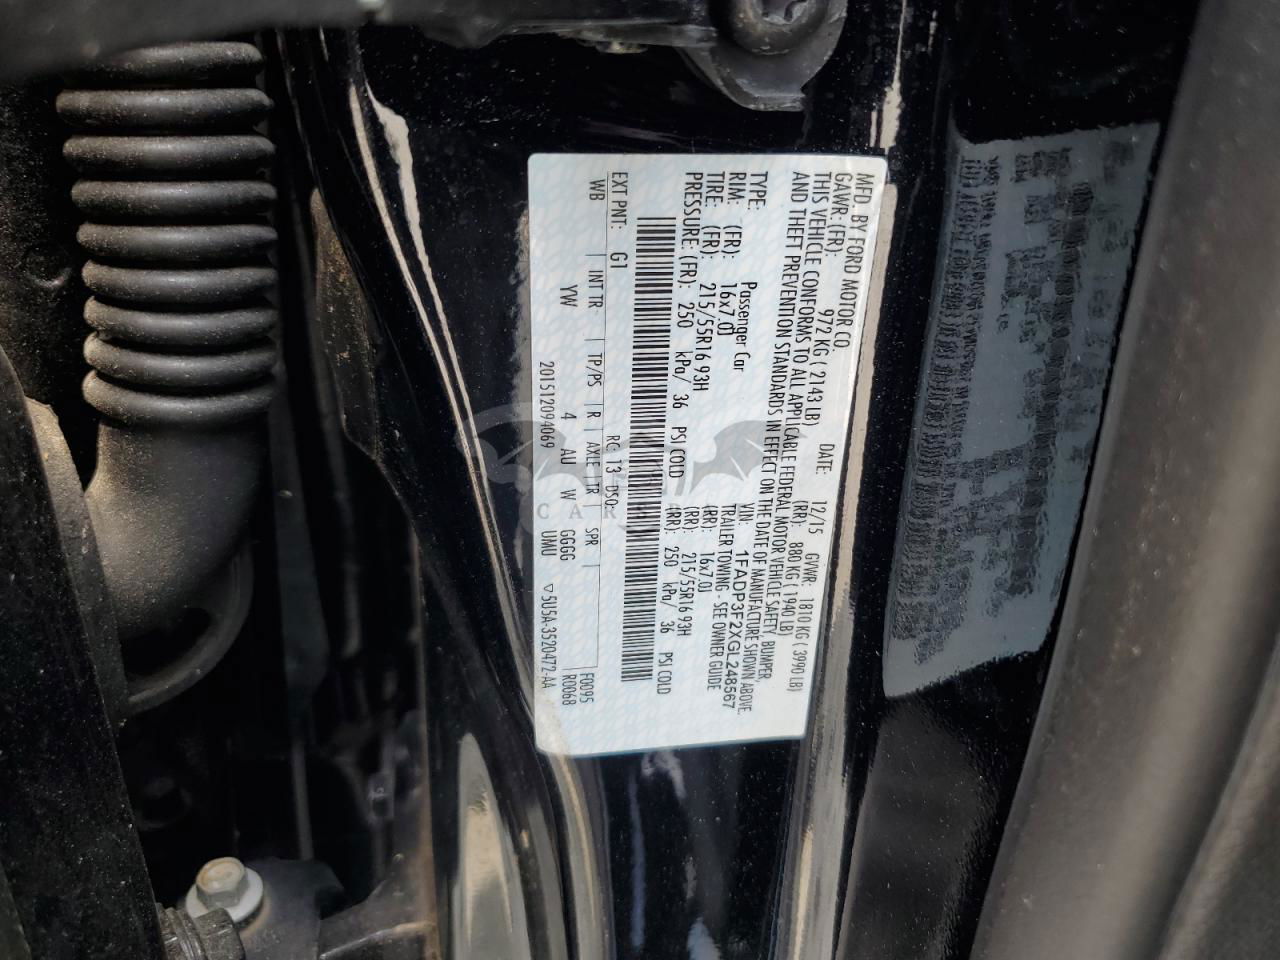 MFD. BY FORD MOTOR CO.
DATE: 12/15 GVWR: 1810 KG ( 3990 LB)
GAWR: (FR): 972 KG ( 2143 LB) (RR): 880 KG ( 1940 LB)
THIS VEHICLE CONFORMS TO ALL APPLICABLE FEDERAL MOTOR VEHICLE SAFETY, BUMPER,
AND THEFT PREVENTION STANDARDS IN EFFECT ON THE DATE OF MANUFACTURE SHOWN ABOVE.
VIN: 1FADP3F2XGL248567
TYPE: Passenger Car TRAILER TOWING - SEE OWNER GUIDE
RIM: (FR): 16x7.0J (RR): 16x7.0J
TIRE: (FR): 215/55R16 93H (RR): 215/55R16 93H
PRESSURE: (FR): 250 kPa/ 36 PSI COLD (RR): 250 kPa/ 36 PSI COLD
EXT PNT: G1 RC: 13 DSO: F0095
WB INT TR TP/PS R AXLE TR SPR R0068
YW 4 AU W GGGG
201512094069 UMU ▽5U5A-3520472-AA